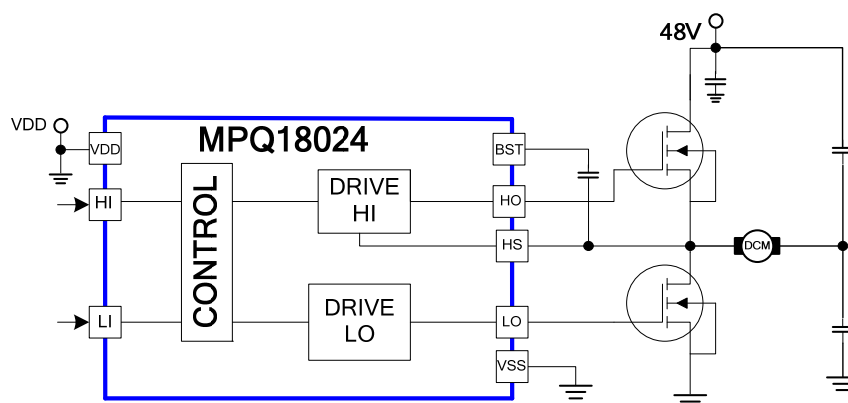 48V
VDD
MPQ18024
VDD
BST
HI
CONTROL
DRIVE
HI
HO
HS
DCM
LI
DRIVE
LO
LO
VSS